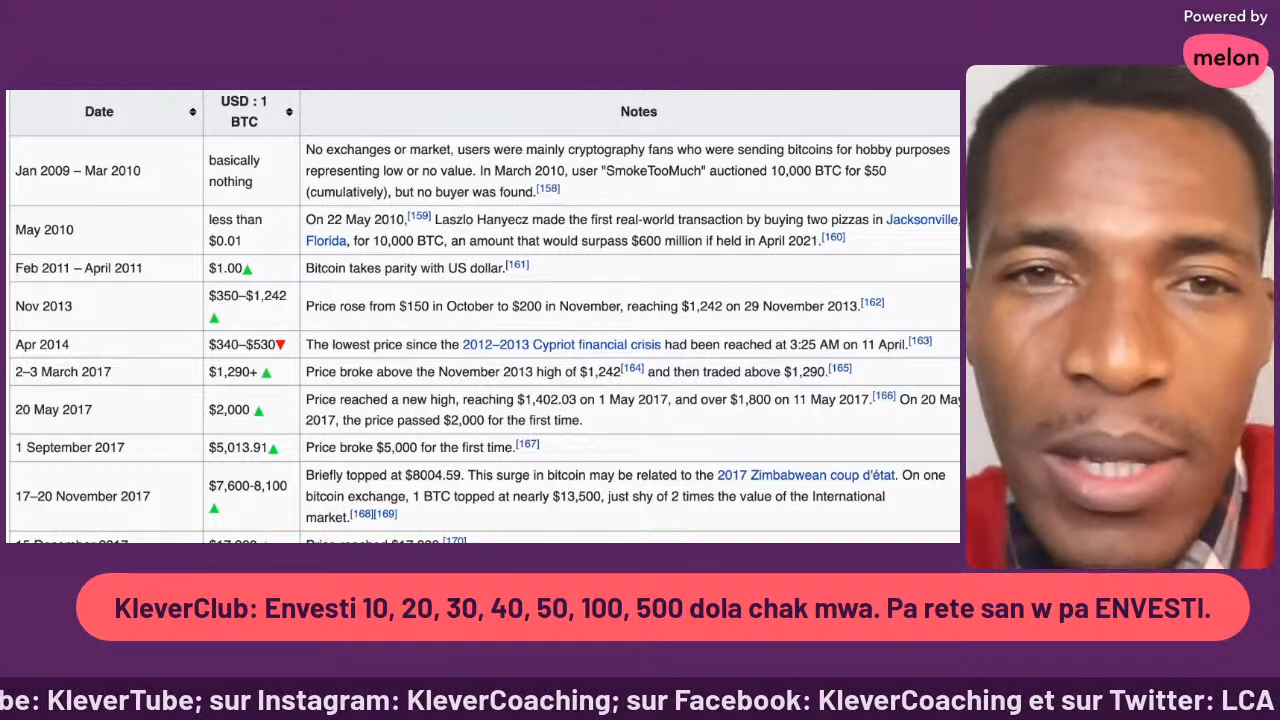 Powered by
melon
Date
USD : 1
BTC
Notes
Jan 2009 – Mar 2010
basically
nothing
No exchanges or market, users were mainly cryptography fans who were sending bitcoins for hobby purposes
representing low or no value. In March 2010, user "SmokeTooMuch" auctioned 10,000 BTC for $50
(cumulatively), but no buyer was found.[158]
May 2010
less than
$0.01
On 22 May 2010,[159] Laszlo Hanyecz made the first real-world transaction by buying two pizzas in Jacksonville,
Florida, for 10,000 BTC, an amount that would surpass $600 million if held in April 2021.[160]
Feb 2011 – April 2011
$1.00▲
Bitcoin takes parity with US dollar.[161]
Nov 2013
$350–$1,242
▲
Price rose from $150 in October to $200 in November, reaching $1,242 on 29 November 2013.[162]
Apr 2014
$340–$530▼
The lowest price since the 2012–2013 Cypriot financial crisis had been reached at 3:25 AM on 11 April.[163]
2–3 March 2017
$1,290+ ▲
Price broke above the November 2013 high of $1,242[164] and then traded above $1,290.[165]
20 May 2017
$2,000 ▲
Price reached a new high, reaching $1,402.03 on 1 May 2017, and over $1,800 on 11 May 2017.[166] On 20 May
2017, the price passed $2,000 for the first time.
1 September 2017
$5,013.91▲
Price broke $5,000 for the first time.[167]
17–20 November 2017
$7,600-8,100
▲
Briefly topped at $8004.59. This surge in bitcoin may be related to the 2017 Zimbabwean coup d'état. On one
bitcoin exchange, 1 BTC topped at nearly $13,500, just shy of 2 times the value of the International
market.[168][169]
[170]
KleverClub: Envesti 10, 20, 30, 40, 50, 100, 500 dola chak mwa. Pa rete san w pa ENVESTI.
be: KleverTube; sur Instagram: KleverCoaching; sur Facebook: KleverCoaching et sur Twitter: LCA